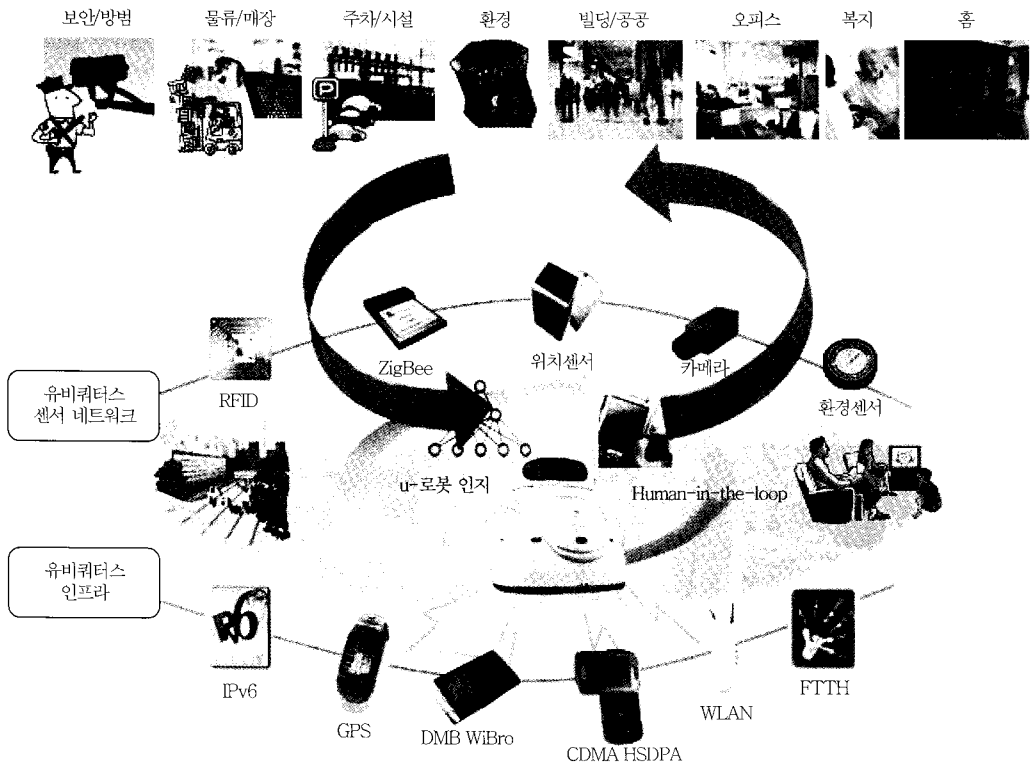 보안/방범
물류/매장
주차/시설
환경
빌딩/공공
오피스
복지
홈
P
ZigBee
위치센서
카메라
RFID
환경센서
유비쿼터스
센서 네트워크
u-로봇 인지
Human-in-the-loop
유비쿼터스
인프라
IPv6
GPS
DMB WiBro
CDMA HSDPA
WLAN
FTTH